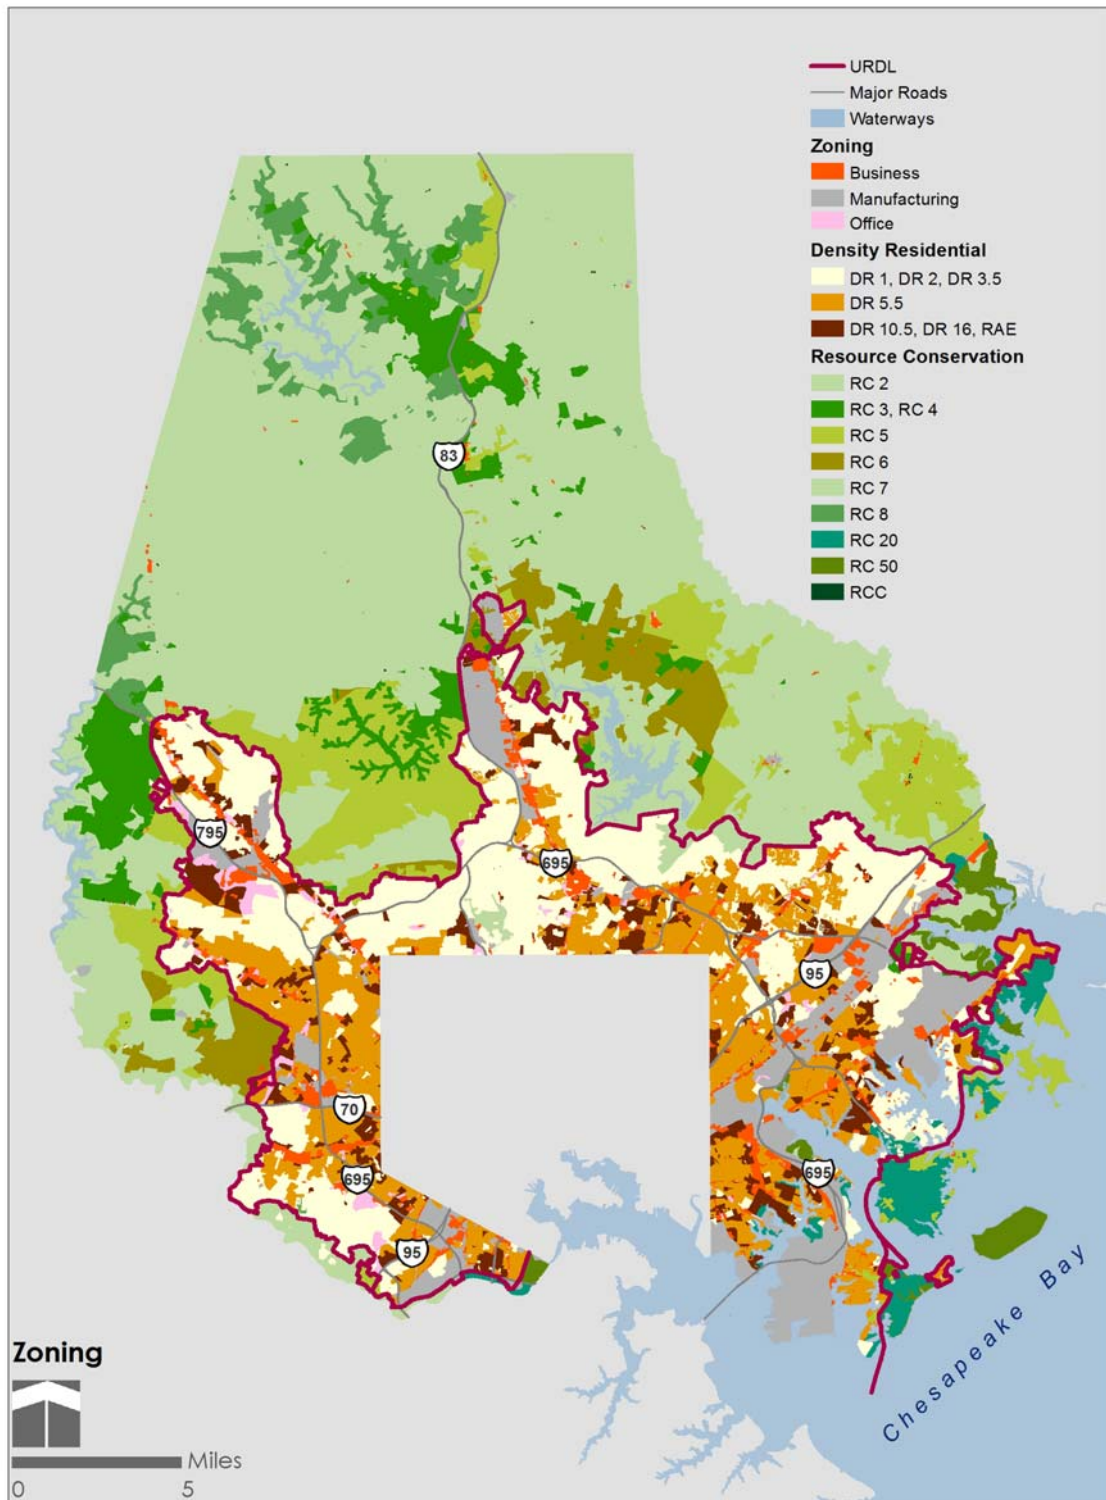 URDL
Major Roads
Waterways
Zoning
Business
Manufacturing
Office
Density Residential
DR 1, DR 2, DR 3.5
DR 5.5
DR 10.5, DR 16, RAE
Resource Conservation
RC 2
RC 3, RC 4
RC 5
RC 6
RC 7
RC 8
RC 20
RC 50
RCC
83
795
695
95
70
695
695
95
Chesapeake Bay
Zoning
Miles
0 5